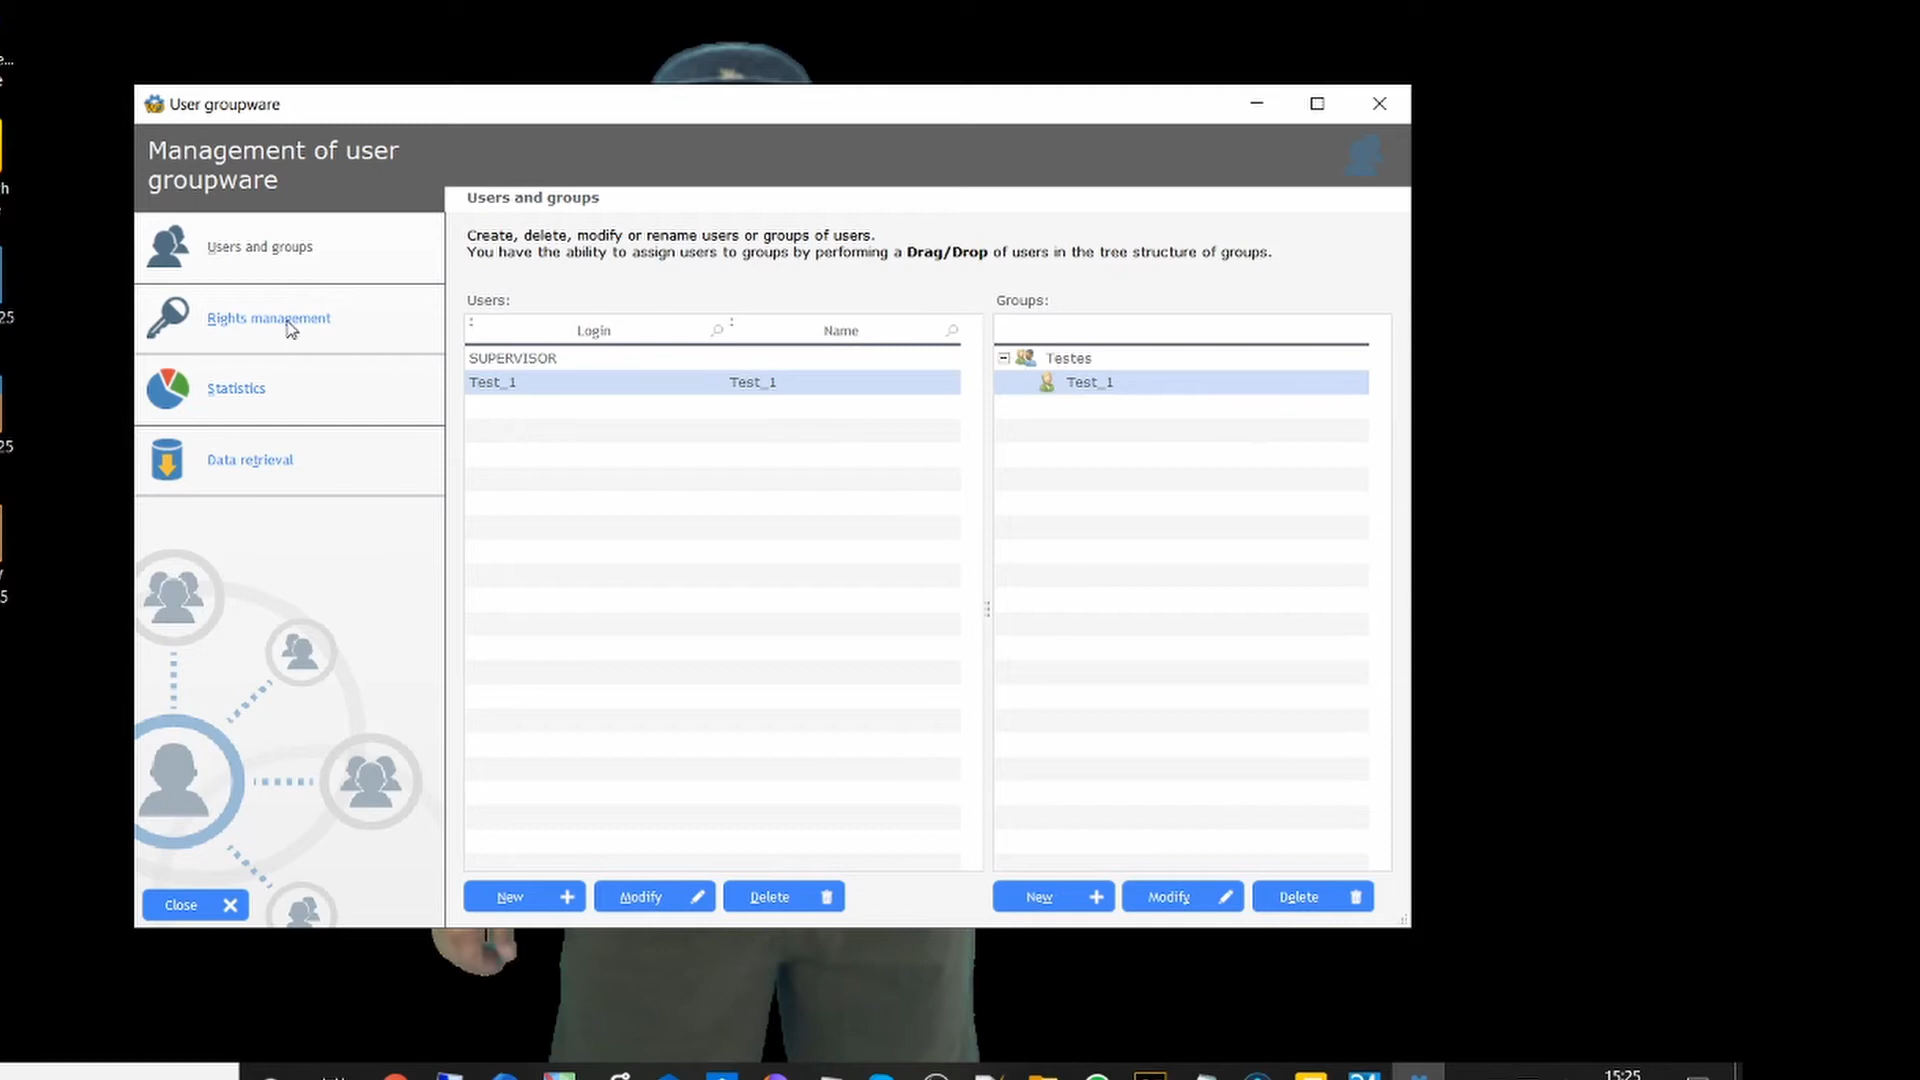 e...
e
h
25
25
5
User groupware
Management of user
groupware
Users and groups
Rights management
Statistics
Data retrieval
Close
Users and groups
Create, delete, modify or rename users or groups of users.
You have the ability to assign users to groups by performing a Drag/Drop of users in the tree structure of groups.
Users:
Groups:
Login
Name
SUPERVISOR
Test_1
Test_1
Testes
Test_1
New
Modify
Delete
New
Modify
Delete
15:25